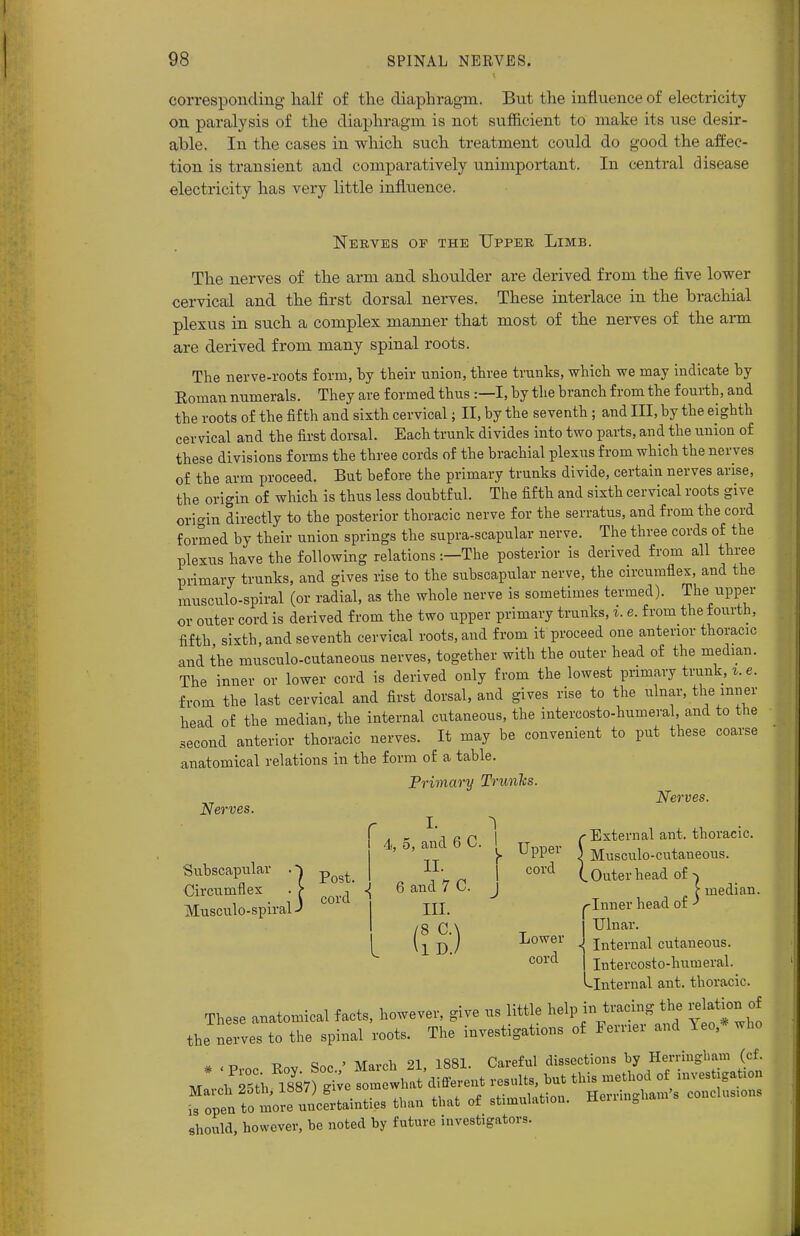 98 SPINAL NERVES.
corresponding half of the diaphragm. But the influence of electricity
on paralysis of the diaphragm is not sufficient to make its use desir-
able. In the cases in which such treatment could do good the affec-
tion is transient and comparatively unimportant. In central disease
electricity has very little influence.
Nerves of the Upper Limb.
The nerves of the arm and shoulder are derived from the five lower
cervical and the first dorsal nerves. These interlace in the brachial
plexus in such a complex manner that most of the nerves of the arm
are derived from many spinal roots.
The nerve-roots form, by their union, three trunks, which we may indicate by
Roman numerals. They are formed thus :—I, by the branch from the fourth, and
the roots of the fifth and sixth cervical ; II, by the seventh ; and III, by the eighth
cervical and the first dorsal. Each trunk divides into two parts, and the union of
these divisions forms the three cords of the brachial plexus from which the nerves
of the arm proceed. But before the primary trunks divide, certain nerves arise,
the origin of which is thus less doubtful. The fifth and sixth cervical roots give
origin directly to the posterior thoracic nerve for the serratus, and from the cord
formed by their union springs the supra-scapular nerve. The three cords of the
plexus have the following relations :—The posterior is derived from all three
primary trunks, and gives rise to the subscapular nerve, the circumflex, and the
musculo-spiral (or radial, as the whole nerve is sometimes termed). The upper
or outer cord is derived from the two upper primary trunks, i. e. from the fourth,
fifth, sixth, and seventh cervical roots, and from it proceed one anterior thoracic
and the musculo-cutaneous nerves, together with the outer head of the median.
The inner or lower cord is derived only from the lowest primary trunk, i. e.
from the last cervical and first dorsal, and gives rise to the ulnar, the inner
head of the median, the internal cutaneous, the intercosto-humeral, and to the
second anterior thoracic nerves. It may be convenient to put these coarse
anatomical relations in the form of a table.
Primary Trunks.
Nerves. Nerves.
I.
4, 5, and 6 C.
II.
6 and 7 C.
III.
(8 C.
1 D.)
Subscapular .
Circumflex .
Musculo-spiral
Post.
cord
Upper
cord
External ant. thoracic.
Musculo-cutaneous.
Outer head of
median.
Lower
cord
Inner head of
Ulnar.
Internal cutaneous.
Intercosto-humeral.
Internal ant. thoracic.
These anatomical facts, however, give us little help in tracing the relation of
the nerves to the spinal roots. The investigations of Ferrier and Yeo,* who
* ‘Proc. Roy. Soc.,’ March 21, 1881. Careful dissections by Herringham (cf.
March 25th, 1887) give somewhat different results, but this method of investigation
is open to more uncertainties than that of stimulation. Herringham's conclusions
should, however, be noted by future investigators.